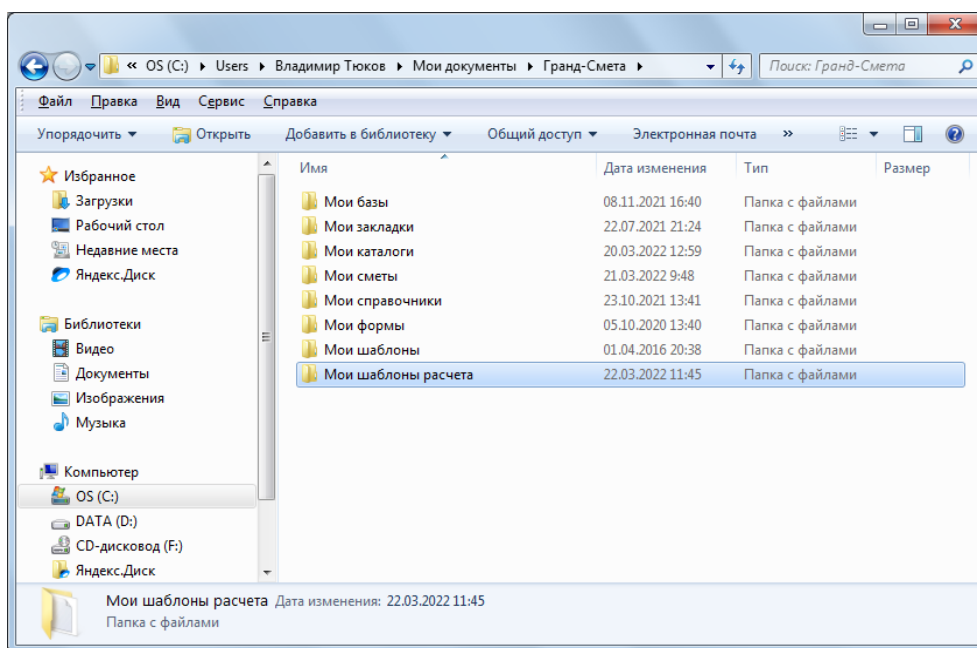 « OS (C:) ▸ Users ▸ Владимир Тюков ▸ Мои документы ▸ Гранд-Смета ▸ Поиск: Гранд-Смета
Файл Правка Вид Сервис Справка
Упорядочить Открыть Добавить в библиотеку Общий доступ Электронная почта »
Имя Дата изменения Тип Размер
Избранное
Загрузки
Рабочий стол
Недавние места
Яндекс.Диск
Библиотеки
Видео
Документы
Изображения
Музыка
Компьютер
OS (C:)
DATA (D:)
CD-дисковод (F:)
Яндекс.Диск
Мои базы 08.11.2021 16:40 Папка с файлами
Мои закладки 22.07.2021 21:24 Папка с файлами
Мои каталоги 20.03.2022 12:59 Папка с файлами
Мои сметы 21.03.2022 9:48 Папка с файлами
Мои справочники 23.10.2021 13:41 Папка с файлами
Мои формы 05.10.2020 13:40 Папка с файлами
Мои шаблоны 01.04.2016 20:38 Папка с файлами
Мои шаблоны расчета 22.03.2022 11:45 Папка с файлами
Мои шаблоны расчета Дата изменения: 22.03.2022 11:45
Папка с файлами